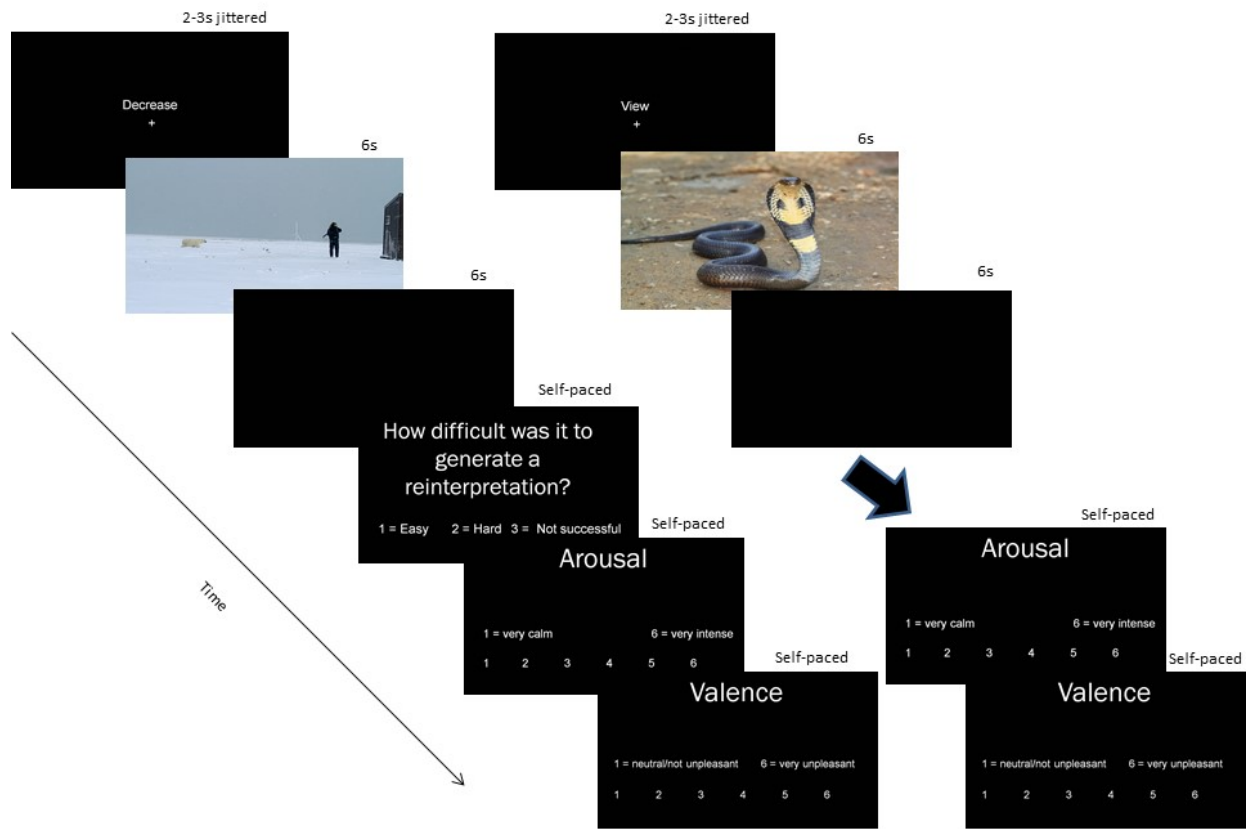 2-3s jittered
Decrease
+
6s
6s
Self-paced
How difficult was it to
generate a
reinterpretation?
1 = Easy 2 = Hard 3 = Not successful
Self-paced
Arousal
1 = very calm 6 = very intense
1 2 3 4 5 6
Self-paced
Valence
1 = neutral/not unpleasant 6 = very unpleasant
1 2 3 4 5 6
Time
2-3s jittered
View
+
6s
6s
Self-paced
Arousal
1 = very calm 6 = very intense
1 2 3 4 5 6
Self-paced
Valence
1 = neutral/not unpleasant 6 = very unpleasant
1 2 3 4 5 6